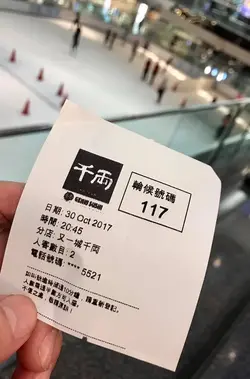 千両
SENRYO
輪候號碼
117
日期: 30 Oct 2017
時間: 20:45
分店: 又一城千両
人客數目: 2
電話號碼: **** 5521